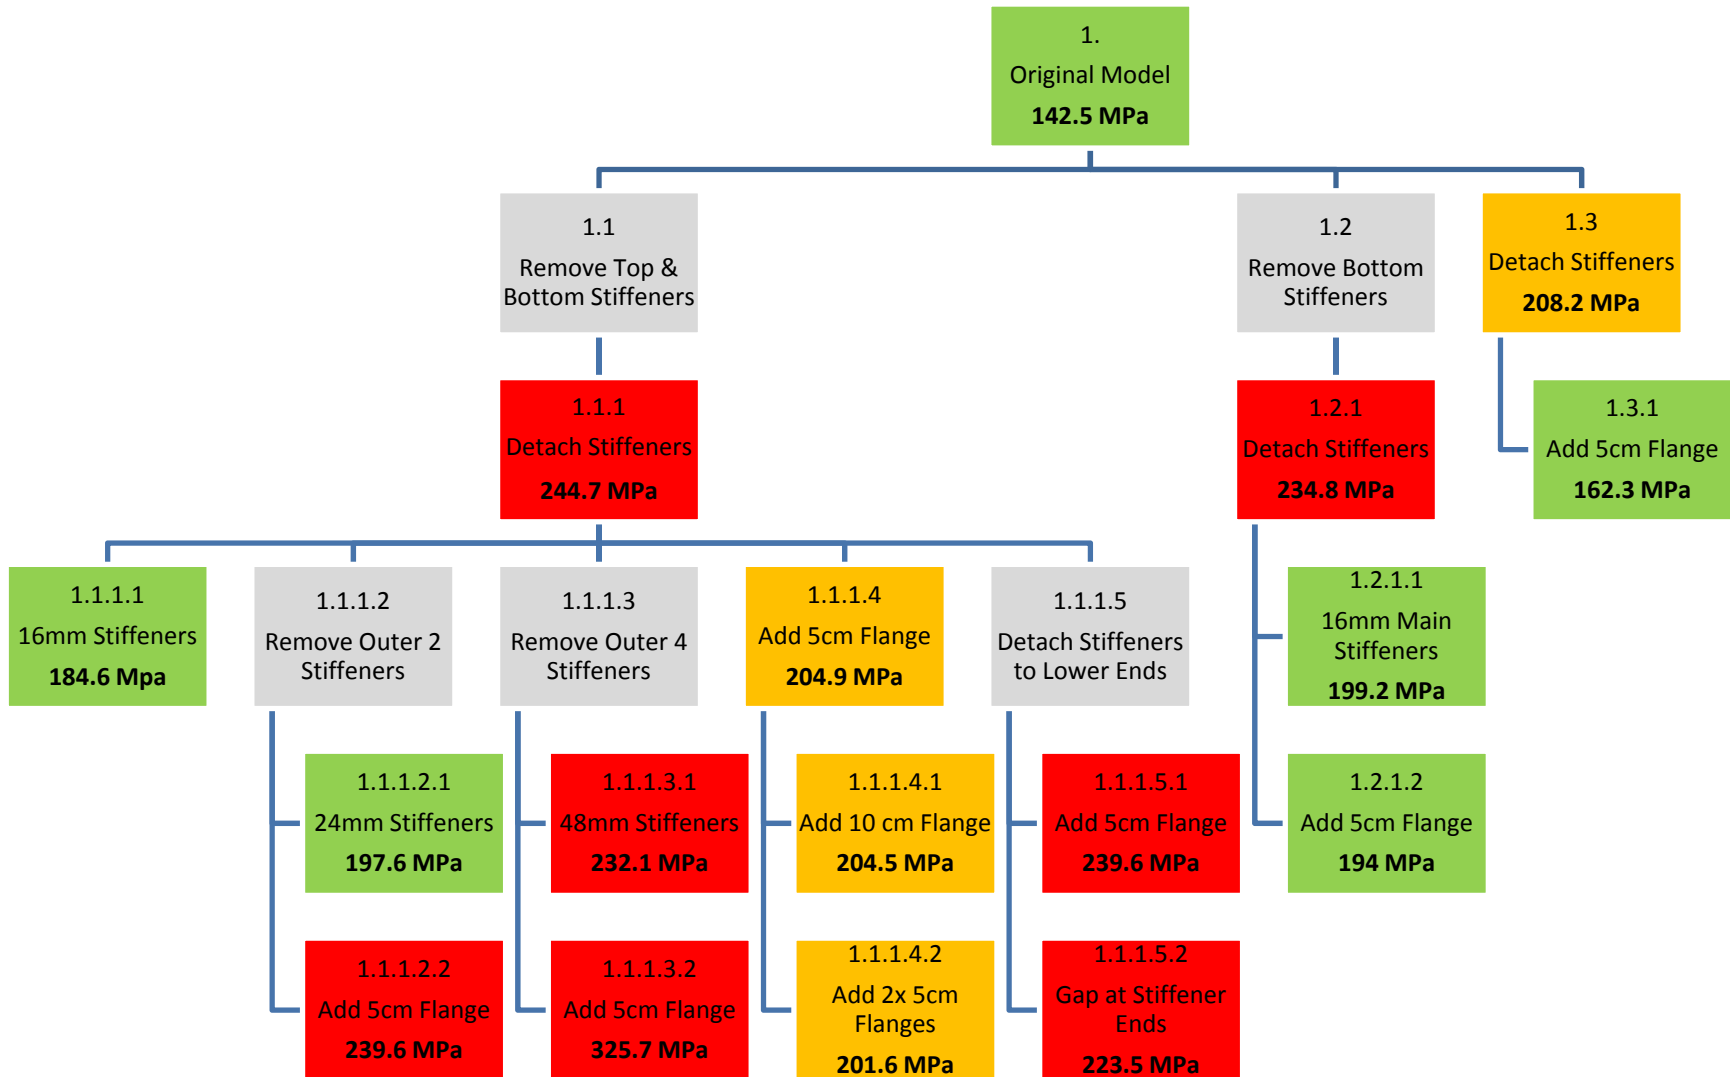 1.
Original Model
142.5 MPa
1.1
Remove Top &
Bottom Stiffeners
1.2
Remove Bottom
Stiffeners
1.3
Detach Stiffeners
208.2 MPa
1.1.1
Detach Stiffeners
244.7 MPa
1.2.1
Detach Stiffeners
234.8 MPa
1.3.1
Add 5cm Flange
162.3 MPa
1.1.1.1
16mm Stiffeners
184.6 Mpa
1.1.1.2
Remove Outer 2
Stiffeners
1.1.1.3
Remove Outer 4
Stiffeners
1.1.1.4
Add 5cm Flange
204.9 MPa
1.1.1.5
Detach Stiffeners
to Lower Ends
1.2.1.1
16mm Main
Stiffeners
199.2 MPa
1.1.1.2.1
24mm Stiffeners
197.6 MPa
1.1.1.3.1
48mm Stiffeners
232.1 MPa
1.1.1.4.1
Add 10 cm Flange
204.5 MPa
1.1.1.5.1
Add 5cm Flange
239.6 MPa
1.2.1.2
Add 5cm Flange
194 MPa
1.1.1.2.2
Add 5cm Flange
239.6 MPa
1.1.1.3.2
Add 5cm Flange
325.7 MPa
1.1.1.4.2
Add 2x 5cm
Flanges
201.6 MPa
1.1.1.5.2
Gap at Stiffener
Ends
223.5 MPa